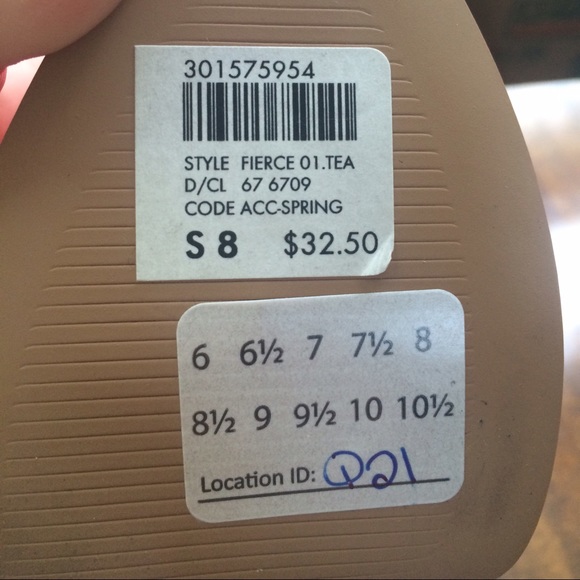 301575954
STYLE FIERCE 01.TEA
D/CL 67 6709
CODE ACC-SPRING
S 8 $32.50
6 6½ 7 7½ 8
8½ 9 9½ 10 10½
Location ID: Q21